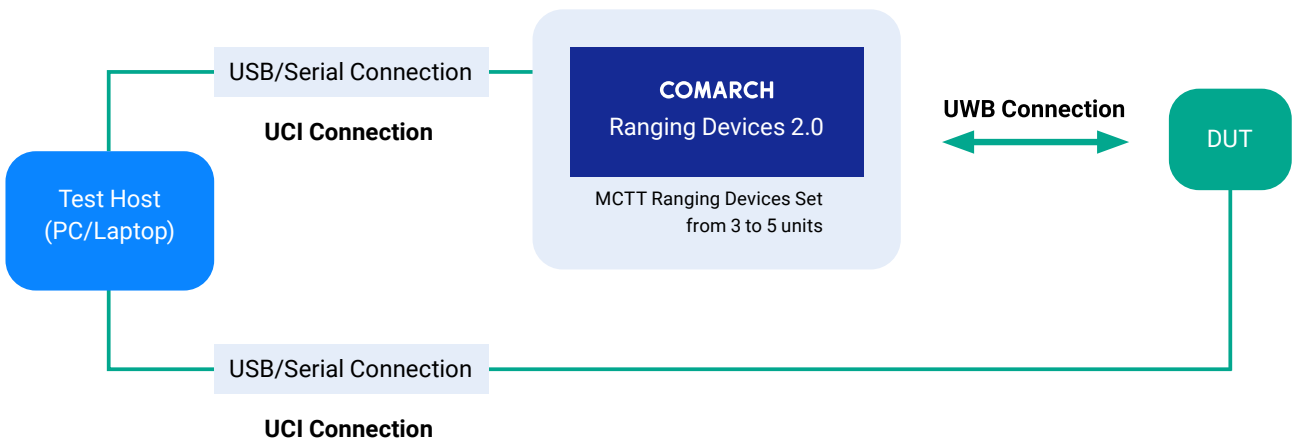 USB/Serial Connection
UCI Connection
COMARCH
Ranging Devices 2.0
MCTT Ranging Devices Set
from 3 to 5 units
UWB Connection
DUT
Test Host
(PC/Laptop)
USB/Serial Connection
UCI Connection